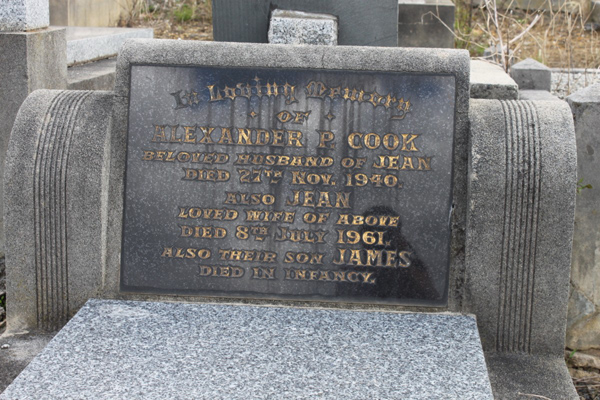 In Loving Memory
OF
ALEXANDER P. COOK
BELOVED HUSBAND OF JEAN
DIED 27TH NOV. 1940.
ALSO JEAN
LOVED WIFE OF ABOVE
DIED 8TH JULY 1961.
ALSO THEIR SON JAMES
DIED IN INFANCY.